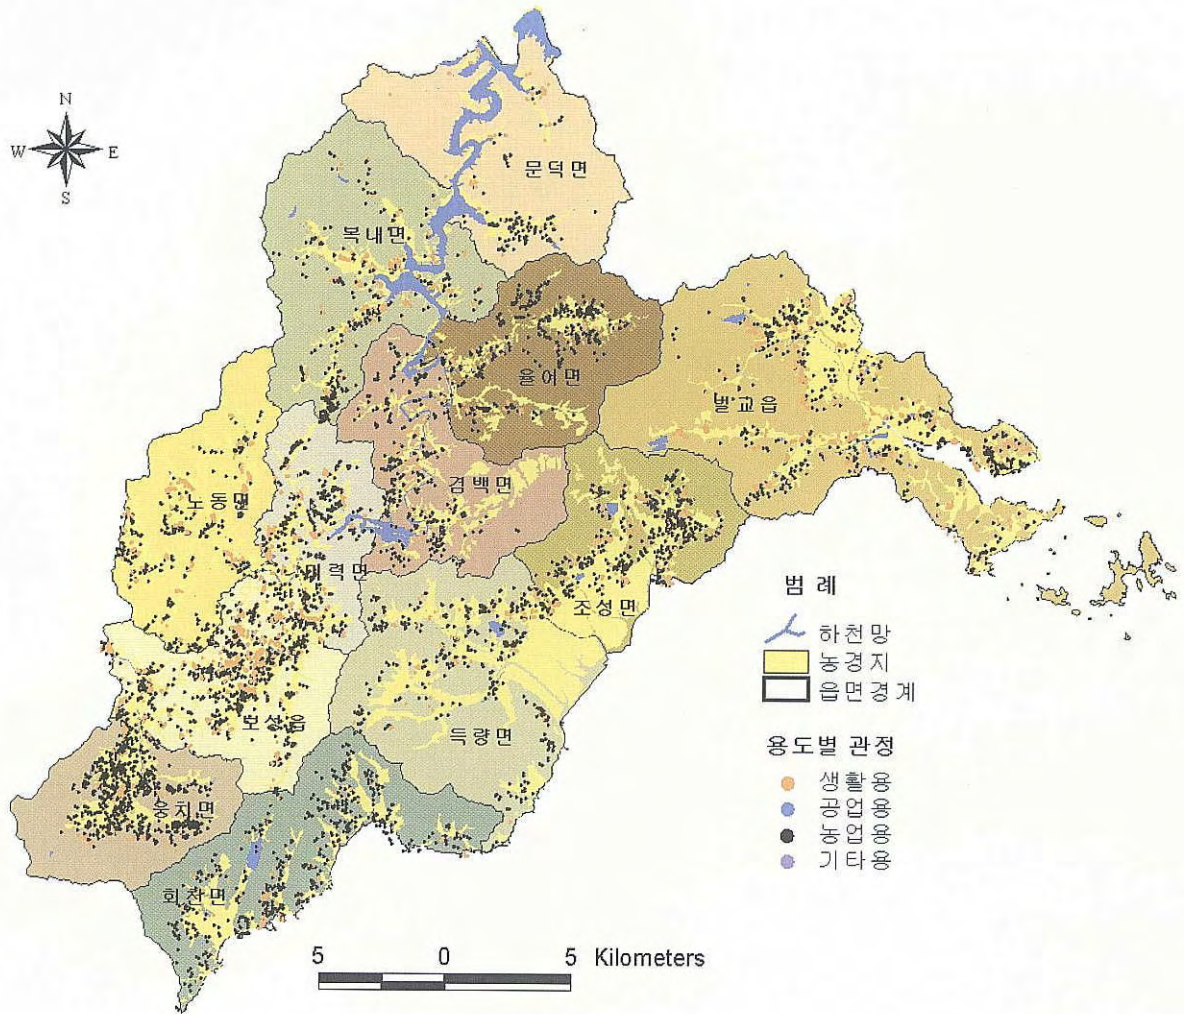 N
W E
S
문덕면
복내면
율어면
벌교읍
겸백면
노동면
미력면
조성면
보성읍
득량면
웅치면
회천면
범 례
하천망
농경지
읍면경계
용도별 관정
생활용
공업용
농업용
기타용
5 0 5 Kilometers